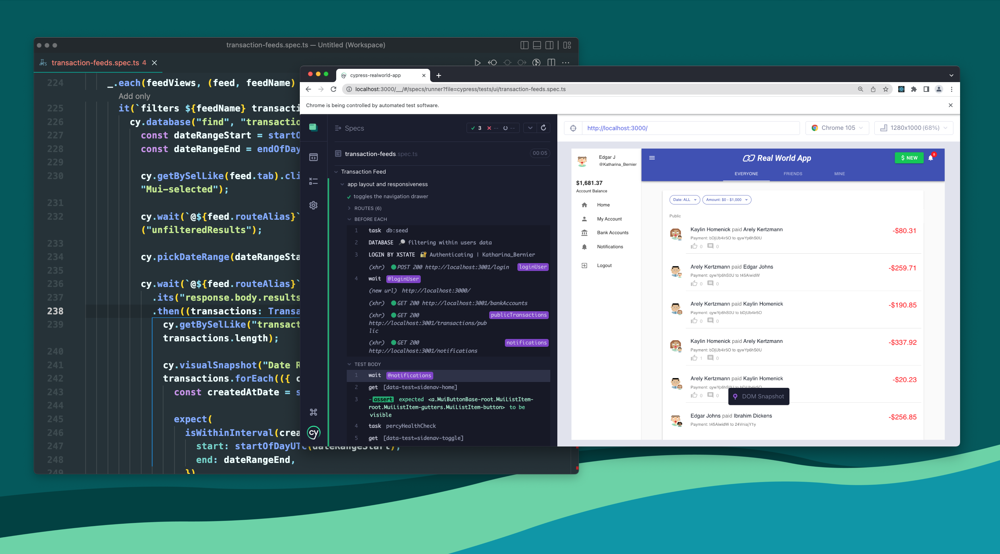 transaction-feeds.spec.ts — Untitled (Workspace)
TS transaction-feeds.spec.ts 4
224 _.each(feedViews, (feed, feedName)
Add only
225 it(`filters ${feedName} transacti
226 cy.database("find", "transactio
227 const dateRangeStart = startO
228 const dateRangeEnd = endOfDay
229
230 cy.getBySelLike(feed.tab).cli
"Mui-selected");
231
232 cy.wait(`@${feed.routeAlias}`
("unfilteredResults");
233
234 cy.pickDateRange(dateRangeSta
235
236 cy.wait(`@${feed.routeAlias}`
237 .its("response.body.results
238 .then((transactions: Transa
239 cy.getBySelLike("transact
transactions.length);
240
241 cy.visualSnapshot("Date R
242 transactions.forEach(({ c
243 const createdAtDate = s
244
245 expect(
246 isWithinInterval(crea
247 start: startOfDayUTC(dateRangeStart),
248 end: dateRangeEnd,
249 })
cy cypress-realworld-app
localhost:3000/__/#/specs/runner?file=cypress/tests/ui/transaction-feeds.spec.ts
Chrome is being controlled by automated test software.
Specs
3 -- --
transaction-feeds.spec.ts 00:05
Transaction Feed
app layout and responsiveness
toggles the navigation drawer
ROUTES (6)
BEFORE EACH
1 task db:seed
2 DATABASE 🔎 filtering within users data
3 LOGIN BY XSTATE 🔐 Authenticating | Katharina_Bernier
(xhr) POST 200 http://localhost:3001/login loginUser
4 wait @loginUser
(new url) http://localhost:3000/
(xhr) GET 200 http://localhost:3001/bankAccounts
(xhr) GET 200 publicTransactions
http://localhost:3001/transactions/pub
lic
(xhr) GET 200 notifications
http://localhost:3001/notifications
TEST BODY
1 wait @notifications
2 get [data-test=sidenav-home]
3 -assert expected <a.MuiButtonBase-root.MuiListItem-
root.MuiListItem-gutters.MuiListItem-button> to be
visible
4 task percyHealthCheck
5 get [data-test=sidenav-toggle]
cy
http://localhost:3000/
Chrome 105
1280x1000 (68%)
Edgar J
@Katharina_Bernier
$1,681.37
Account Balance
Home
My Account
Bank Accounts
Notifications
Logout
Real World App
$ NEW
8
EVERYONE FRIENDS MINE
Date: ALL Amount: $0 - $1,000
Public
Kaylin Homenick paid Arely Kertzmann -$80.31
Payment: bDjUb4ir5O to qywYp6hS0U
0 0
Arely Kertzmann paid Edgar Johns -$259.71
Payment: qywYp6hS0U to t45AiwidW
0 0
Arely Kertzmann paid Kaylin Homenick -$190.85
Payment: qywYp6hS0U to bDjUb4ir5O
0 0
Kaylin Homenick paid Arely Kertzmann -$337.92
Payment: bDjUb4ir5O to qywYp6hS0U
1 0
Arely Kertzmann paid Kaylin Homenick -$20.23
Payment: qywYp6hS0U to bDjUb4ir5O
0 0
DOM Snapshot
Edgar Johns paid Ibrahim Dickens -$256.85
Payment: t45AiwidW to 24VniajY1y